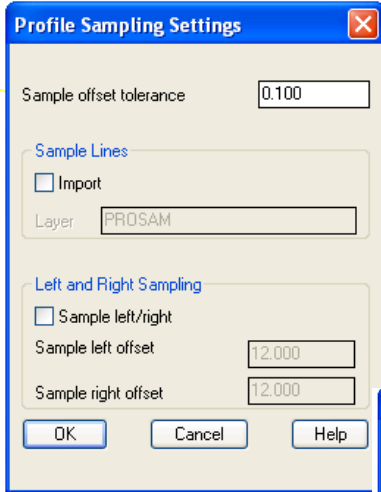 Profile Sampling Settings
Sample offset tolerance 0.100
Sample Lines
Import
Layer PROSAM
Left and Right Sampling
Sample left/right
Sample left offset 12.000
Sample right offset 12.000
OK Cancel Help